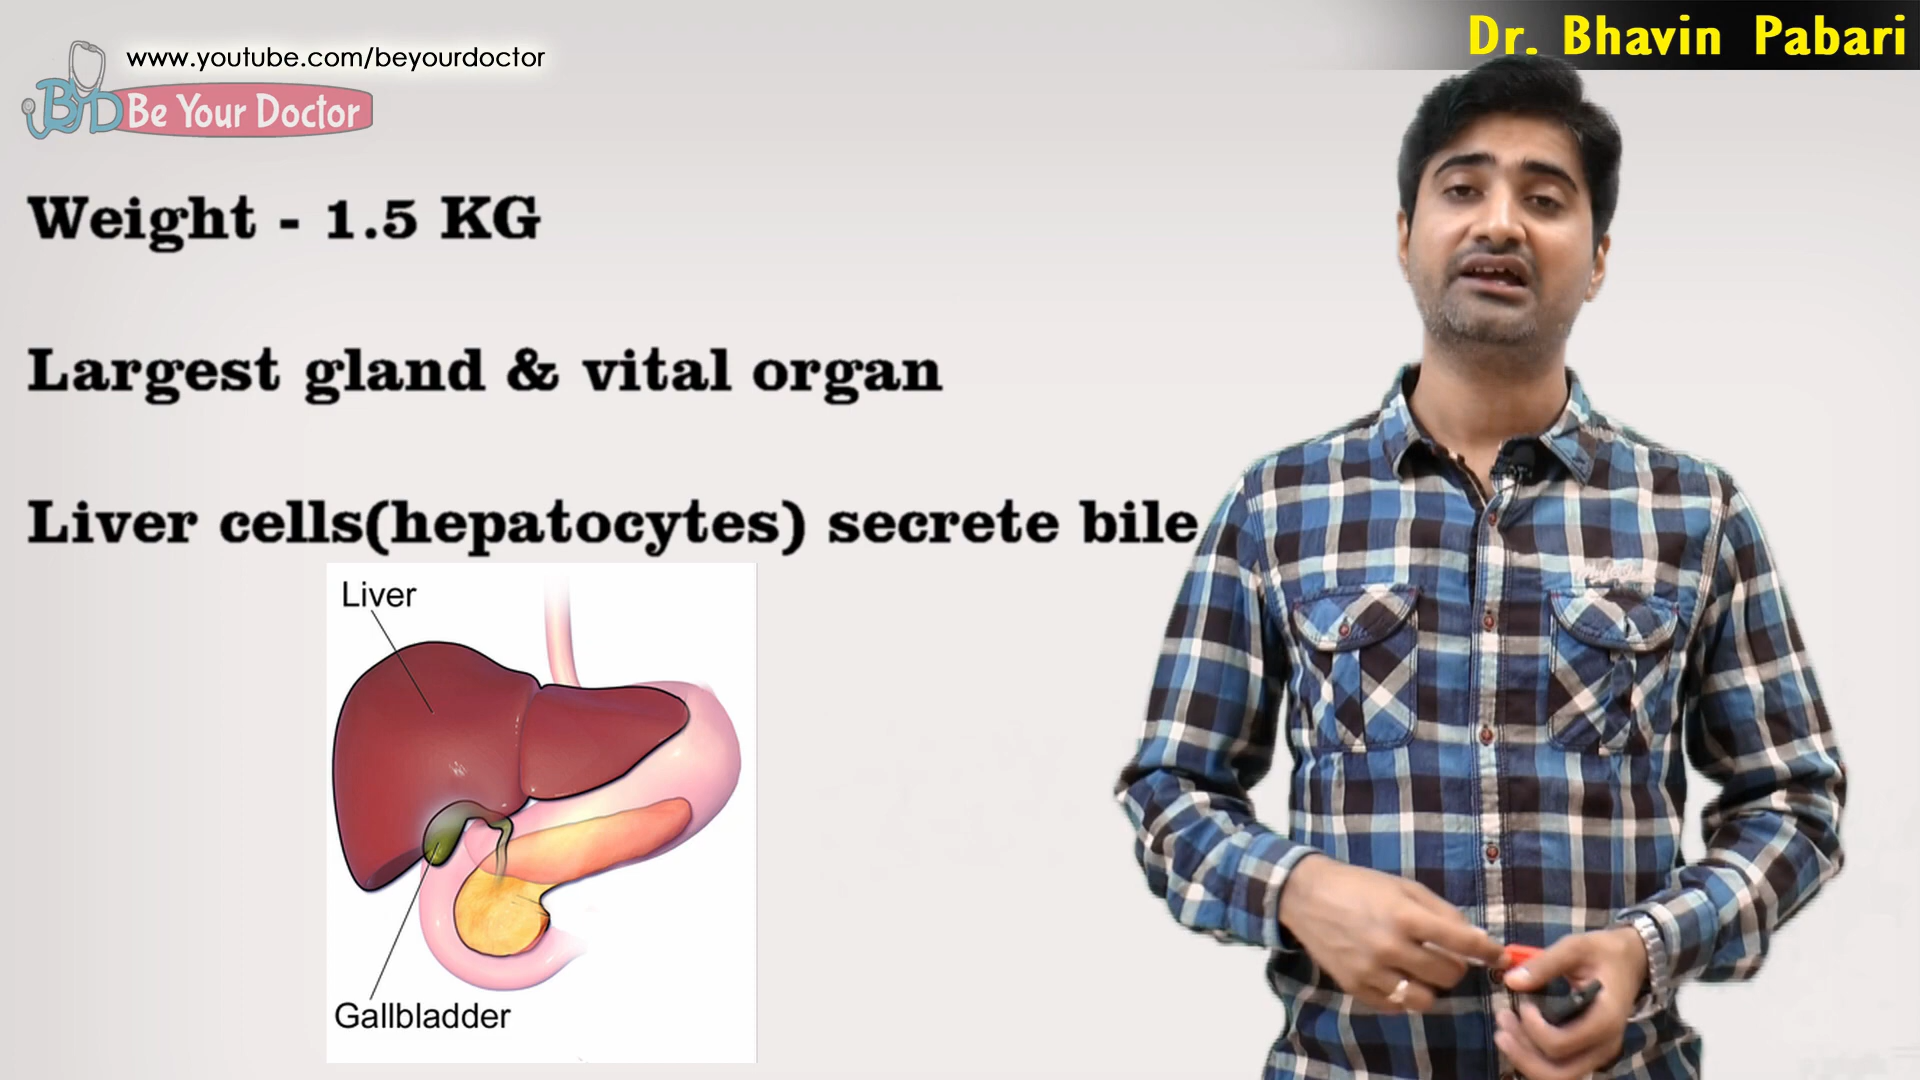 www.youtube.com/beyourdoctor
Dr. Bhavin Pabari
BYD Be Your Doctor
Weight - 1.5 KG
Largest gland & vital organ
Liver cells(hepatocytes) secrete bile
Liver
Gallbladder